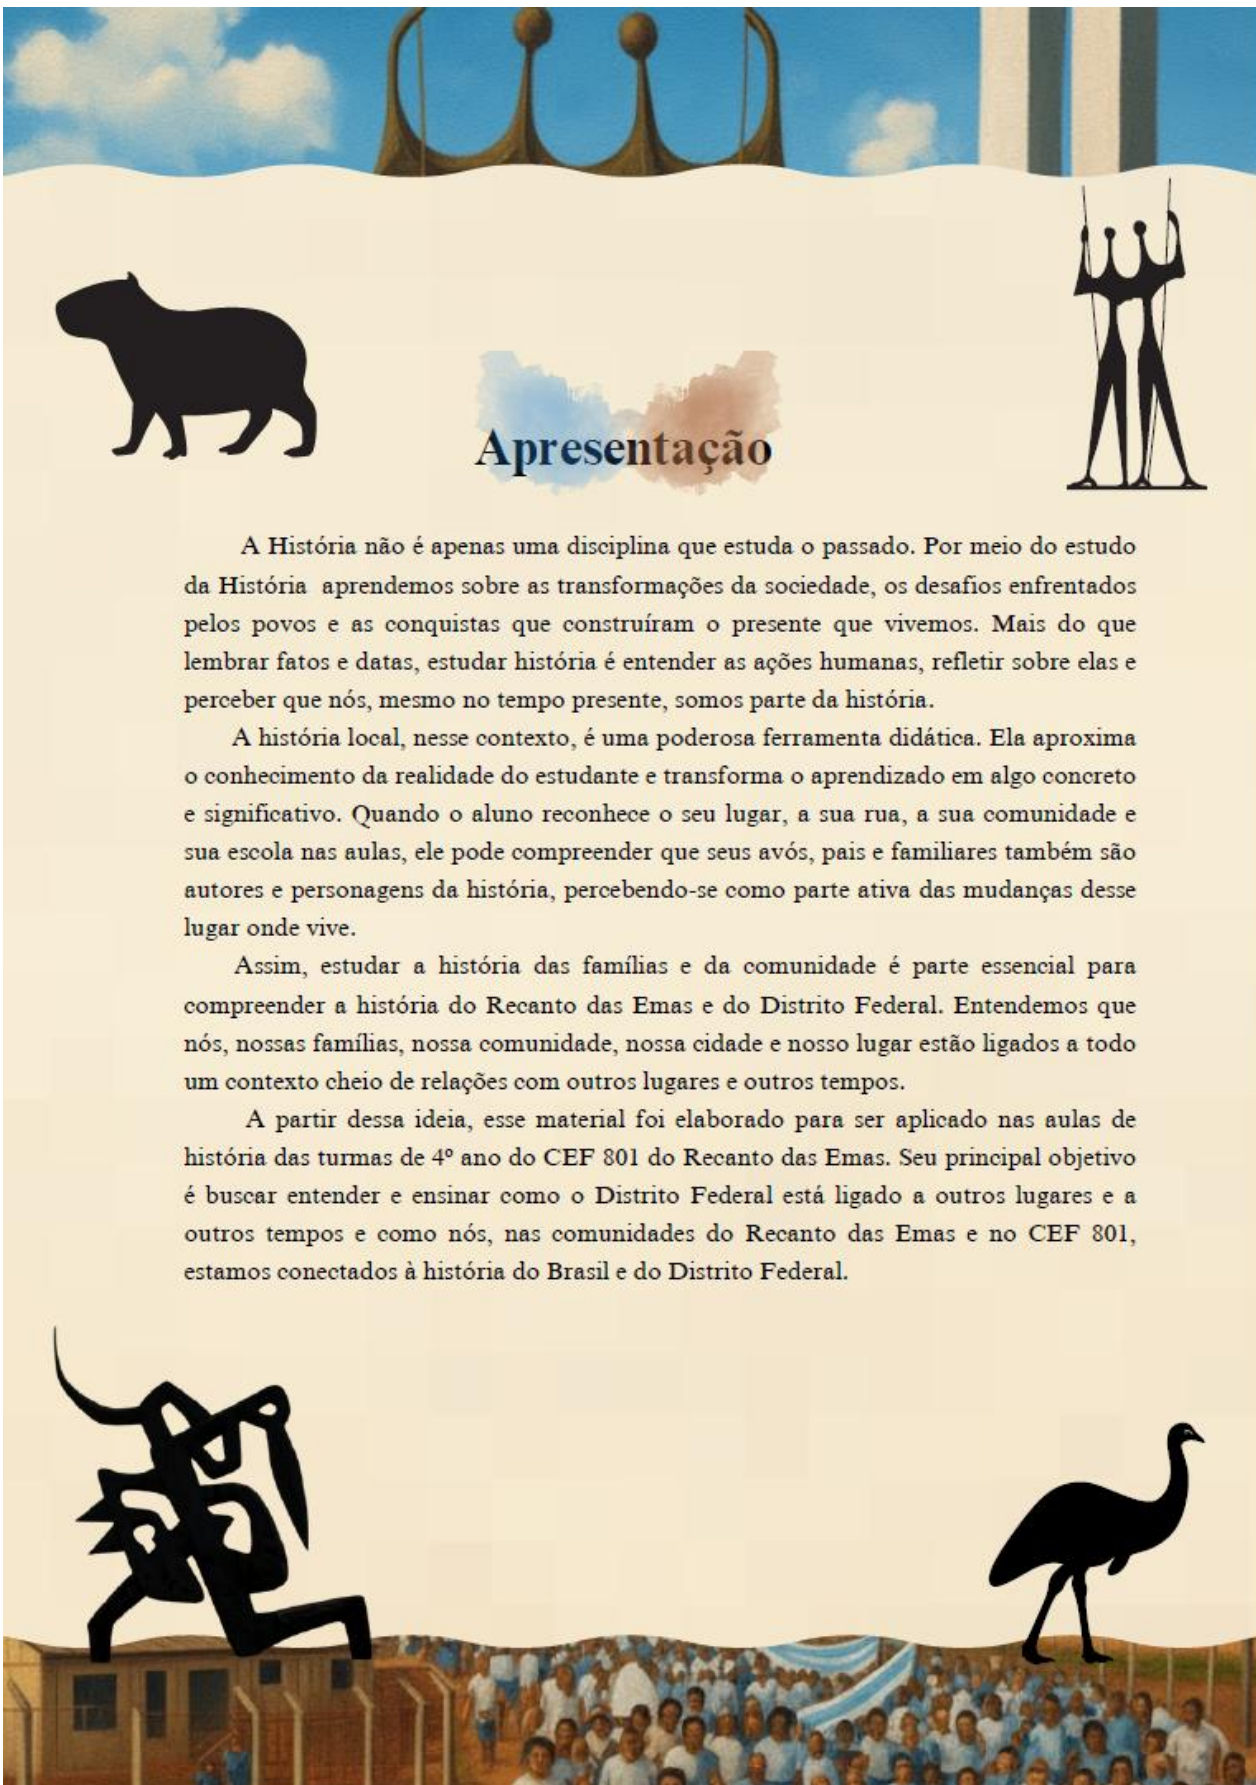 Apresentação
A História não é apenas uma disciplina que estuda o passado. Por meio do estudo
da História aprendemos sobre as transformações da sociedade, os desafios enfrentados
pelos povos e as conquistas que construíram o presente que vivemos. Mais do que
lembrar fatos e datas, estudar história é entender as ações humanas, refletir sobre elas e
perceber que nós, mesmo no tempo presente, somos parte da história.
A história local, nesse contexto, é uma poderosa ferramenta didática. Ela aproxima
o conhecimento da realidade do estudante e transforma o aprendizado em algo concreto
e significativo. Quando o aluno reconhece o seu lugar, a sua rua, a sua comunidade e
sua escola nas aulas, ele pode compreender que seus avós, pais e familiares também são
autores e personagens da história, percebendo-se como parte ativa das mudanças desse
lugar onde vive.
Assim, estudar a história das famílias e da comunidade é parte essencial para
compreender a história do Recanto das Emas e do Distrito Federal. Entendemos que
nós, nossas famílias, nossa comunidade, nossa cidade e nosso lugar estão ligados a todo
um contexto cheio de relações com outros lugares e outros tempos.
A partir dessa ideia, esse material foi elaborado para ser aplicado nas aulas de
história das turmas de 4º ano do CEF 801 do Recanto das Emas. Seu principal objetivo
é buscar entender e ensinar como o Distrito Federal está ligado a outros lugares e a
outros tempos e como nós, nas comunidades do Recanto das Emas e no CEF 801,
estamos conectados à história do Brasil e do Distrito Federal.